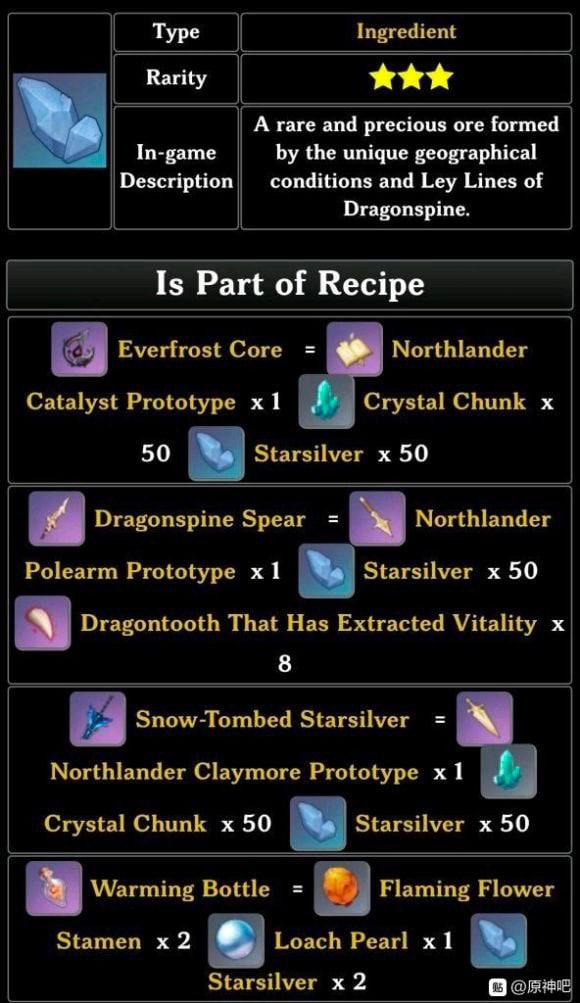 Type
Ingredient
Rarity
In-game
Description
A rare and precious ore formed
by the unique geographical
conditions and Ley Lines of
Dragonspine.
Is Part of Recipe
Everfrost Core = Northlander
Catalyst Prototype x 1 Crystal Chunk x
50 Starsilver x 50
Dragonspine Spear = Northlander
Polearm Prototype x 1 Starsilver x 50
Dragontooth That Has Extracted Vitality x
8
Snow-Tombed Starsilver =
Northlander Claymore Prototype x 1
Crystal Chunk x 50 Starsilver x 50
Warming Bottle = Flaming Flower
Stamen x 2 Loach Pearl x 1
Starsilver x 2
贴 @原神吧